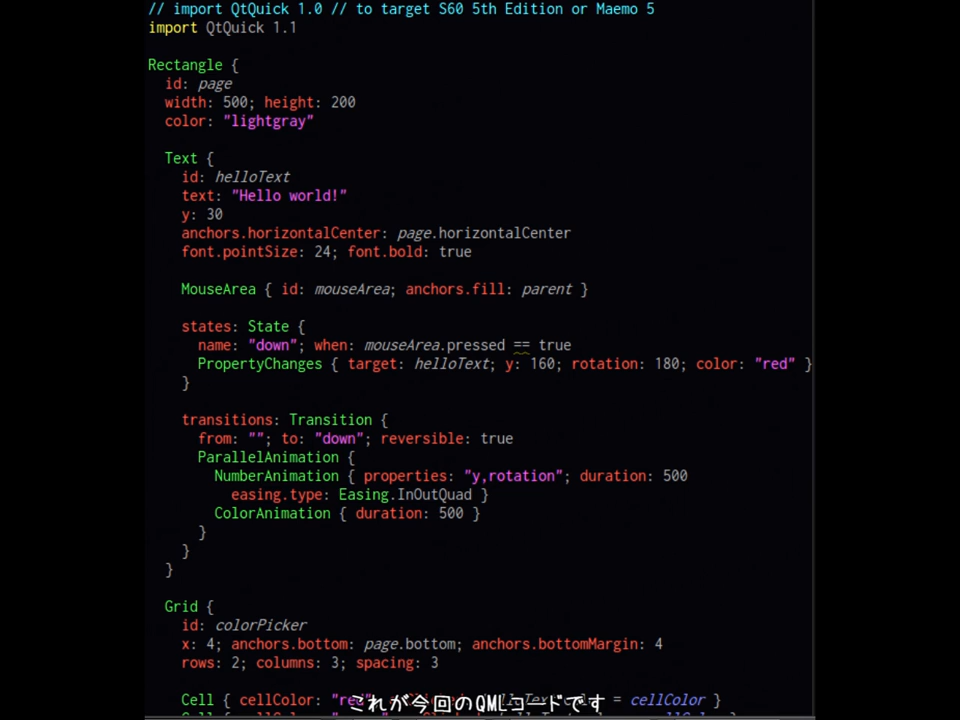 // import QtQuick 1.0 // to target S60 5th Edition or Maemo 5
import QtQuick 1.1
Rectangle {
id: page
width: 500; height: 200
color: "lightgray"
Text {
id: helloText
text: "Hello world!"
y: 30
anchors.horizontalCenter: page.horizontalCenter
font.pointSize: 24; font.bold: true
MouseArea { id: mouseArea; anchors.fill: parent }
states: State {
name: "down"; when: mouseArea.pressed == true
PropertyChanges { target: helloText; y: 160; rotation: 180; color: "red" }
}
transitions: Transition {
from: ""; to: "down"; reversible: true
ParallelAnimation {
NumberAnimation { properties: "y,rotation"; duration: 500
easing.type: Easing.InOutQuad }
ColorAnimation { duration: 500 }
}
}
}
Grid {
id: colorPicker
x: 4; anchors.bottom: page.bottom; anchors.bottomMargin: 4
rows: 2; columns: 3; spacing: 3
Cell { cellColor: "red" = cellColor }
これが今回のQMLコードです